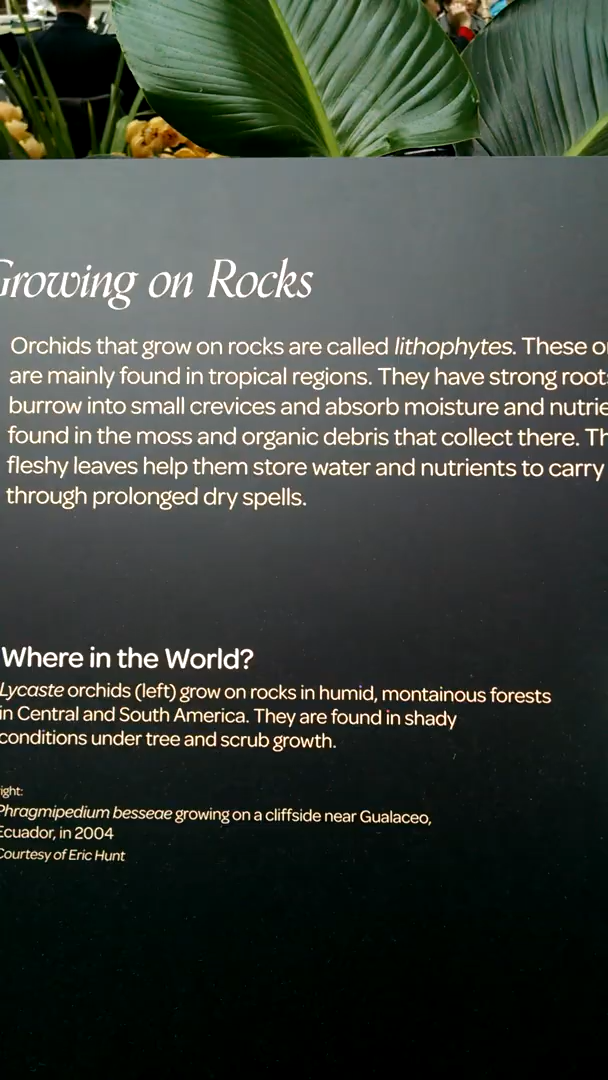 Growing on Rocks
Orchids that grow on rocks are called lithophytes. These
are mainly found in tropical regions. They have strong root
burrow into small crevices and absorb moisture and nutrie
found in the moss and organic debris that collect there. Th
fleshy leaves help them store water and nutrients to carry
through prolonged dry spells.
Where in the World?
Lycaste orchids (left) grow on rocks in humid, montainous forests
in Central and South America. They are found in shady
conditions under tree and scrub growth.
ight:
Phragmipedium besseae growing on a cliffside near Gualaceo,
Ecuador, in 2004
Courtesy of Eric Hunt